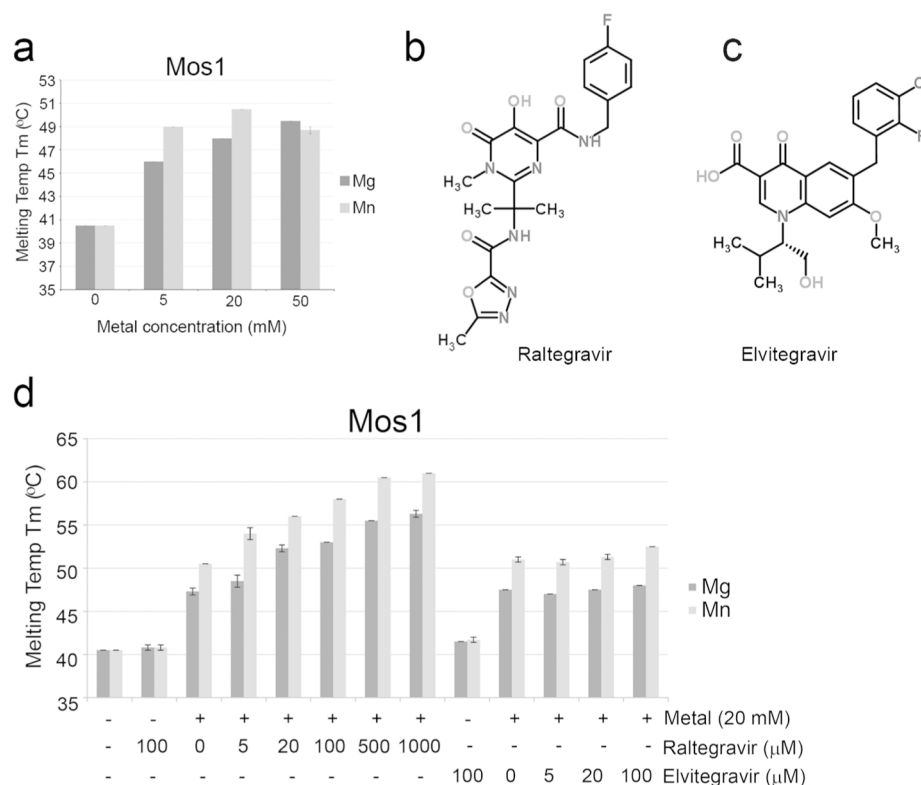 a
Mos1
Melting Temp Tm (ºC)
53
51
49
47
45
43
41
39
37
35
0 5 20 50
Metal concentration (mM)
Mg
Mn
b
F
OH
O
O
NH
N
N
H₃C
H₃C CH₃
O
NH
O
N
N
H₃C
Raltegravir
c
O
O
HO
N
O
CH₃
H₃C
CH₃
OH
Elvitegravir
d
Mos1
Melting Temp Tm (ºC)
65
60
55
50
45
40
35
Mg
Mn
- - + + + + + + - + + + + Metal (20 mM)
- 100 0 5 20 100 500 1000 - - - - - Raltegravir (μM)
- - - - - - - - 100 0 5 20 100 Elvitegravir (μM)